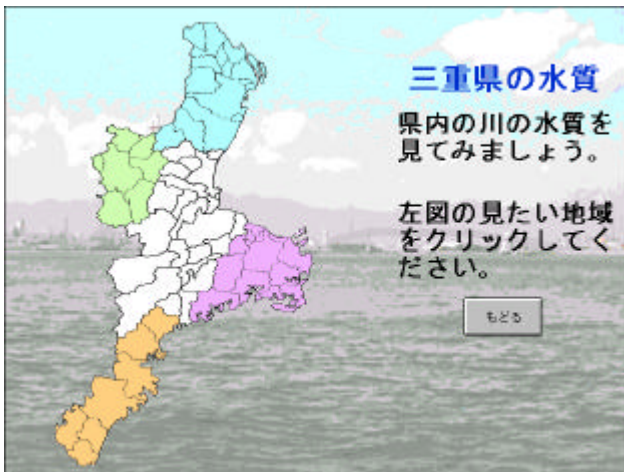 三重県の水質
県内の川の水質を
見てみましょう。
左図の見たい地域
をクリックしてく
ださい。
もどる